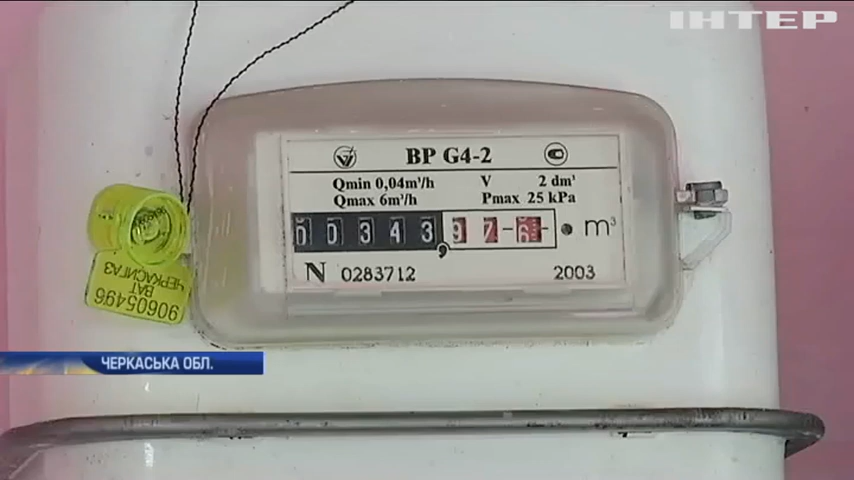 ІНТЕР
BP G4-2
Qmin 0,04m³/h V 2 dm³
Qmax 6m³/h Pmax 25 kPa
00343,976 m³
N 0283712 2003
90605496
ВАТ
ЧЕРКАСИГАЗ
ЧЕРКАСЬКА ОБЛ.